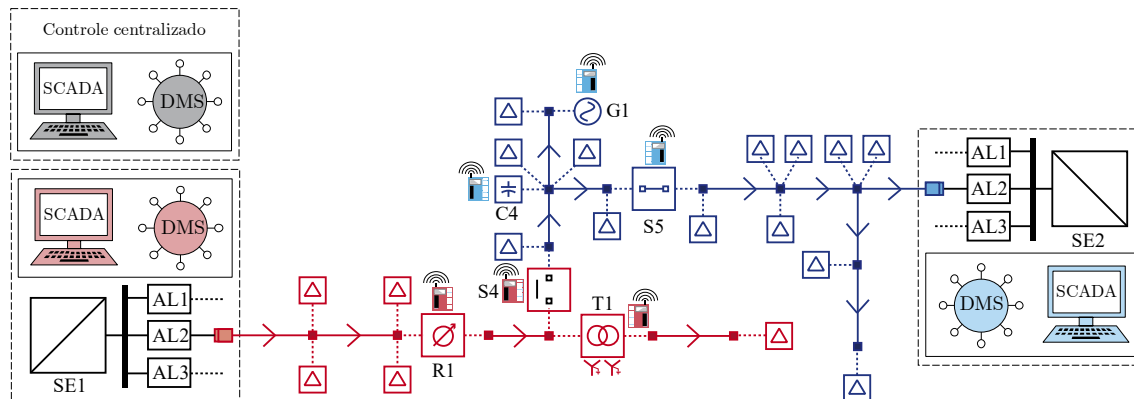 Controle centralizado
SCADA
DMS
SCADA
DMS
AL1
AL2
AL3
SE1
R1
S4
T1
C4
G1
S5
AL1
AL2
AL3
SE2
DMS
SCADA